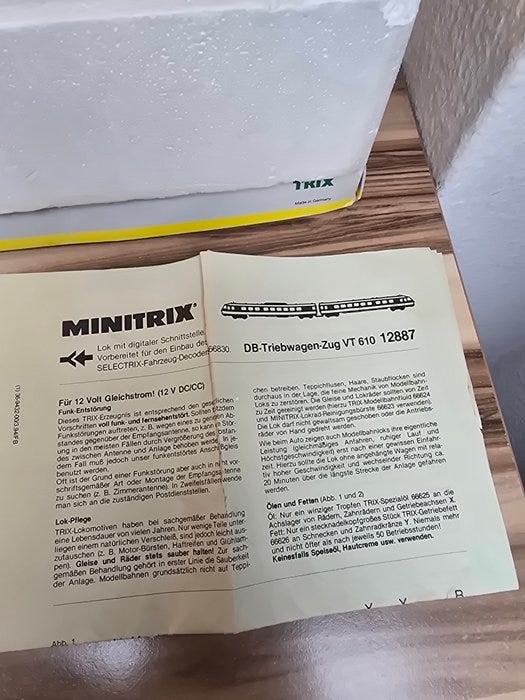 TRIX
Made in Germany
MINITRIX®
Lok mit digitaler Schnittstelle
Vorbereitet für den Einbau des
SELECTRIX-Fahrzeug-Decoders 66830.
Für 12 Volt Gleichstrom! (12 V DC/CC)
Funk-Entstörung
Dieses TRIX-Erzeugnis ist entsprechend den gesetzlichen
Vorschriften voll funk- und fernsehentstört. Sollten trotzdem
Funkstörungen auftreten, z. B. wegen eines zu geringen Ab-
standes gegenüber der Empfangsantenne, so kann
ung in den meisten Fällen durch Vergrößerung des
zwischen Antenne und Anlage behoben werden. In je-
dem Fall muß jedoch unser funkentstörtes Anschlußgleis
benutzt werden.
Oft ist der Grund einer Funkstörung aber auch in nicht vor-
schriftsgemäßer Art oder Montage der Empfangsantenne
zu suchen (z. B. Zimmerantenne). In Zweifelsfällen wende
man sich an die zuständigen Postdienststellen.
Lok-Pflege
TRIX-Lokomotiven haben bei sachgemäßer Behandlung
eine Lebensdauer von vielen Jahren. Nur wenige Teile unter-
liegen einem natürlichen Verschleiß, sind jedoch leicht aus-
zutauschen (z. B. Motor-Bürsten, Haftreifen und Glühlam-
pen). Gleise und Räder stets sauber halten! Zur sach-
gemäßen Behandlung gehört in erster Linie die Sauberkeit
der Anlage. Modellbahnen grundsätzlich nicht auf Teppi-
Abb. 1
DB-Triebwagen-Zug VT 610 12887
chen betreiben. Teppichflusen, Haare, Staubflocken sind
durchaus in der Lage, die feine Mechanik von Modellbahn-
Loks zu zerstören. Die Gleise und Lokräder sollten von Zeit
zu Zeit gereinigt werden (hierzu TRIX-Modellbahnfluid 66624
und MINITRIX-Lokrad-Reinigungsbürste 66623 verwenden).
Die Lok darf nicht gewaltsam geschoben oder die Antriebs-
räder von Hand gedreht werden.
Wie beim Auto zeigen auch Modellbahnloks ihre eigentliche
Leistung (gleichmäßiges Anfahren, ruhiger Lauf und
Höchstgeschwindigkeit) erst nach einer gewissen Einfahr-
zeit. Hierzu sollte die Lok ohne angehängte Wagen mit rela-
tiv hoher Geschwindigkeit und wechselnder Richtung ca.
20 Minuten über die längste Strecke der Anlage gefahren
werden.
Ölen und Fetten (Abb. 1 und 2)
Öl: Nur ein winziger Tropfen TRIX-Spezialöl 66625 an die
Achslager von Rädern, Zahnrädern und Getriebeachsen X.
Fett: Nur ein stecknadelkopfgroßes Stück TRIX-Getriebefett
66626 an Schnecken und Zahnradkränze Y. Niemals mehr
und nicht öfter als nach jeweils 50 Betriebsstunden!
Keinesfalls Speiseöl, Hautcreme usw. verwenden.
Y Y B